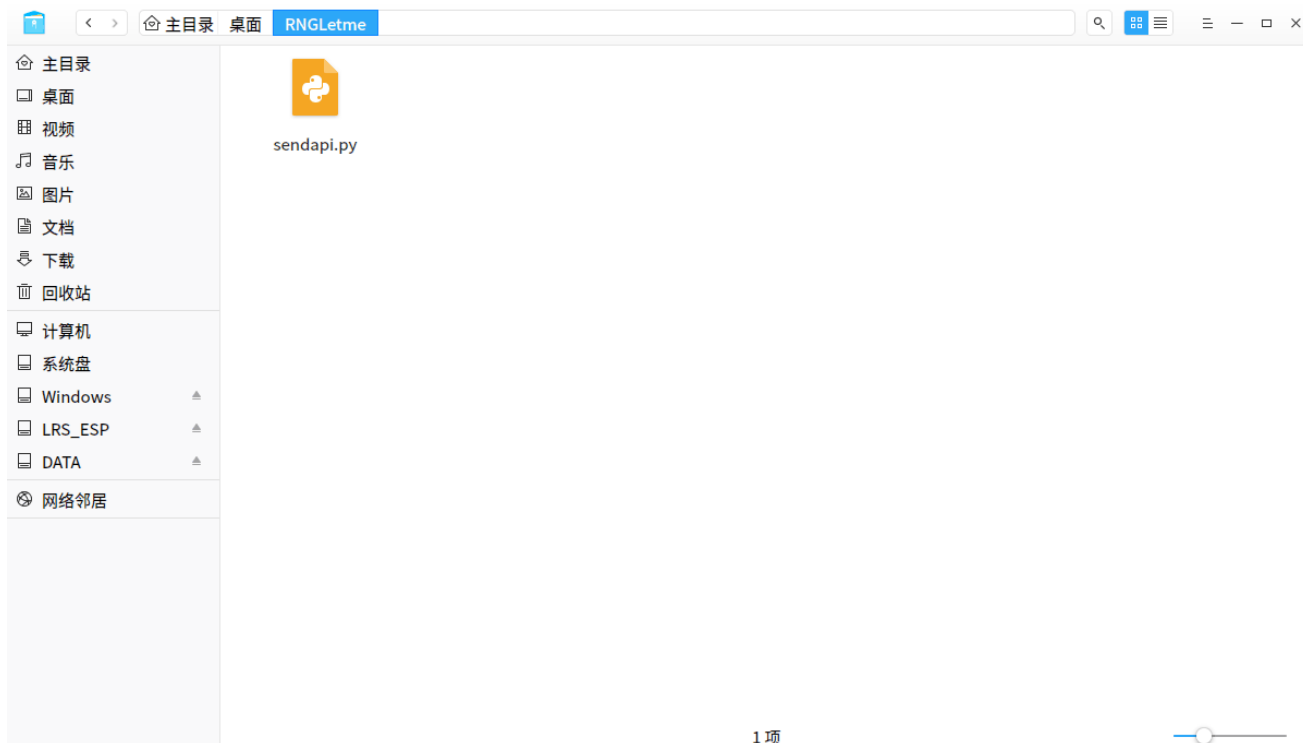 主目录 桌面 RNGLetme
主目录
桌面
视频
音乐
图片
文档
下载
回收站
计算机
系统盘
Windows
LRS_ESP
DATA
网络邻居
sendapi.py
1 项